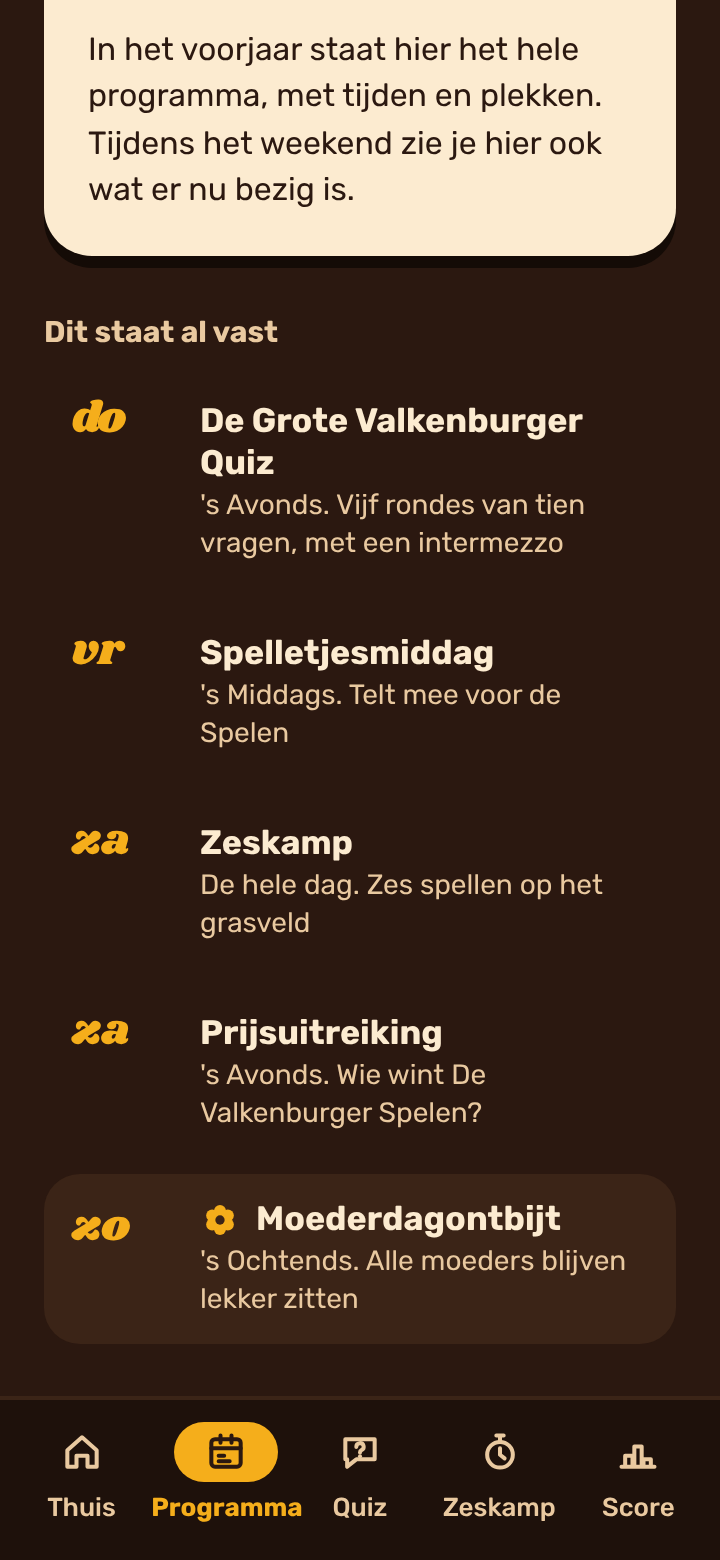 In het voorjaar staat hier het hele
programma, met tijden en plekken.
Tijdens het weekend zie je hier ook
wat er nu bezig is.
Dit staat al vast
do
De Grote Valkenburger
Quiz
's Avonds. Vijf rondes van tien
vragen, met een intermezzo
vr
Spelletjesmiddag
's Middags. Telt mee voor de
Spelen
za
Zeskamp
De hele dag. Zes spellen op het
grasveld
za
Prijsuitreiking
's Avonds. Wie wint De
Valkenburger Spelen?
zo
Moederdagontbijt
's Ochtends. Alle moeders blijven
lekker zitten
Thuis Programma Quiz Zeskamp Score